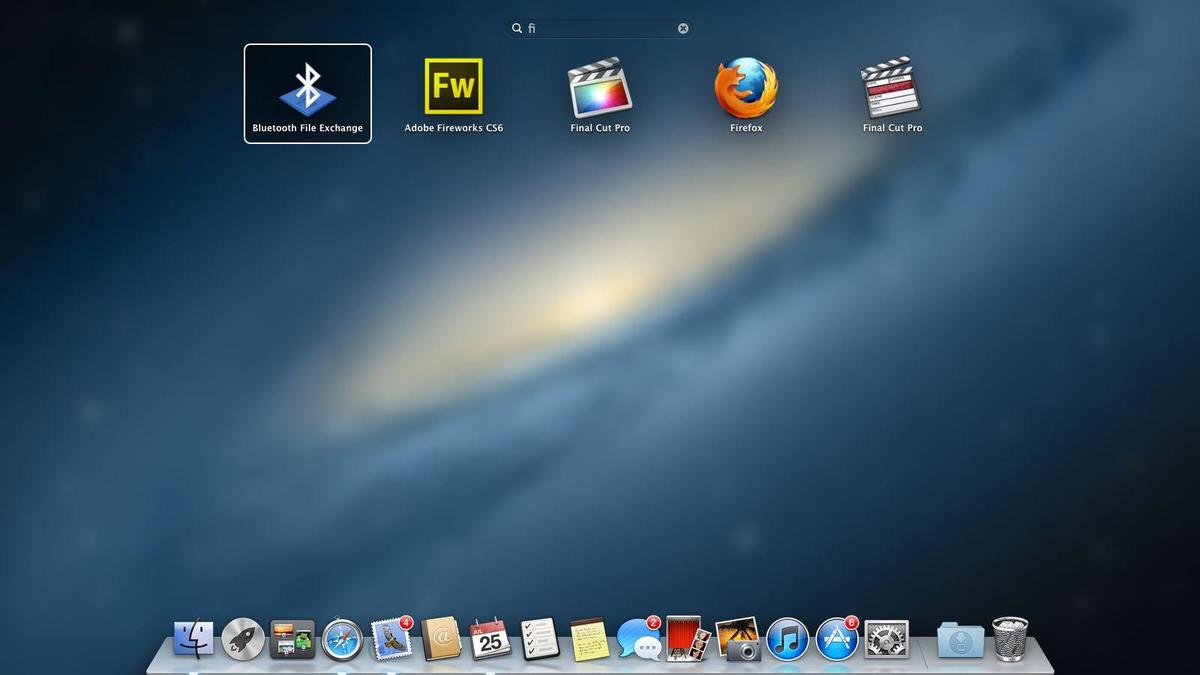 fi
Bluetooth File Exchange
Fw
Adobe Fireworks CS6
Final Cut Pro
Firefox
Final Cut Pro
4
@
JUL
25
2
6